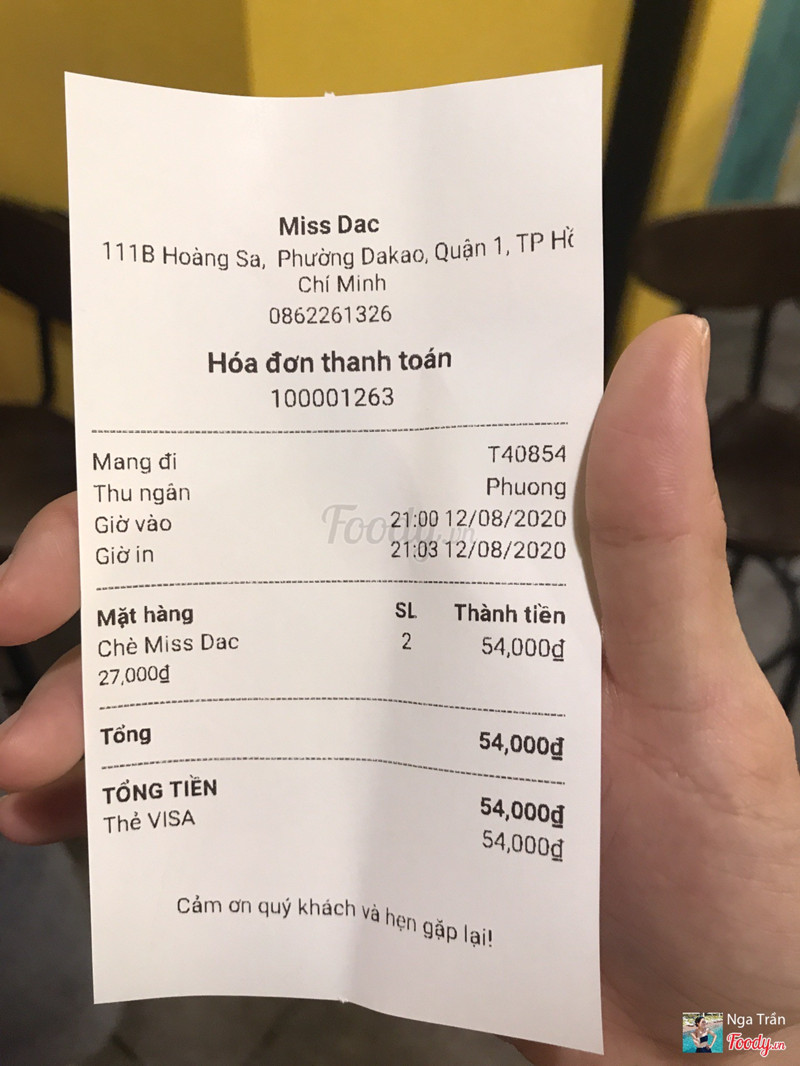 Miss Dac
111B Hoàng Sa, Phường Dakao, Quận 1, TP Hồ
Chí Minh
0862261326
Hóa đơn thanh toán
100001263
Mang đi T40854
Thu ngân Phuong
Giờ vào 21:00 12/08/2020
Giờ in 21:03 12/08/2020
Foody.vn
Mặt hàng SL Thành tiền
Chè Miss Dac 2 54,000₫
27,000₫
Tổng 54,000₫
TỔNG TIỀN 54,000₫
Thẻ VISA 54,000₫
Cảm ơn quý khách và hẹn gặp lại!
Nga Trần
Foody.vn